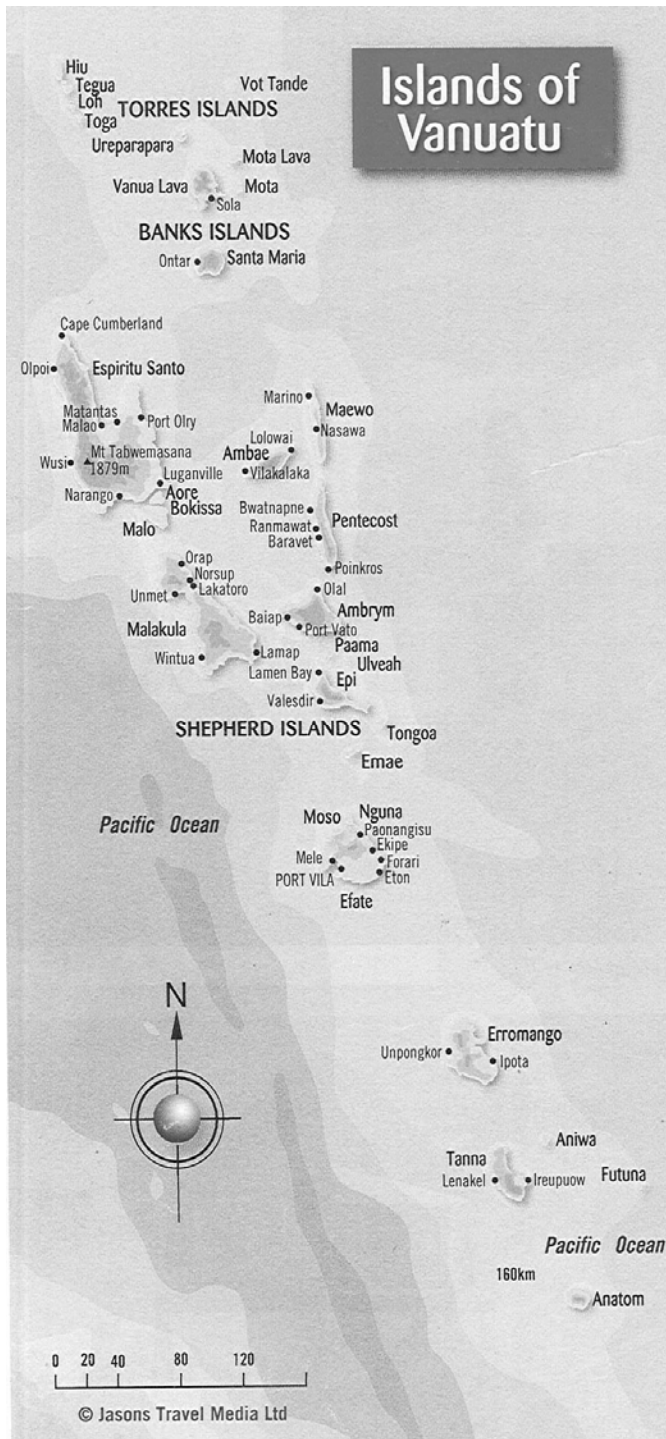 Islands of
Vanuatu
Hiu
Tegua
Vot Tande
Loh
TORRES ISLANDS
Toga
Ureparapara
Mota Lava
Vanua Lava
Mota
Sola
BANKS ISLANDS
Ontar
Santa Maria
Cape Cumberland
Olpoi
Espiritu Santo
Marino
Maewo
Matantas
Port Olry
Malao
Nasawa
Lolowai
Ambae
Mt Tabwemasana
1879m
Wusi
Vilakalaka
Luganville
Narango
Aore
Bokissa
Bwatnapne
Malo
Pentecost
Ranmawat
Baravet
Orap
Poinkros
Norsup
Lakatoro
Unmet
Olal
Ambrym
Baiap
Malakula
Port Vato
Paama
Lamap
Wintua
Ulveah
Lamen Bay
Epi
Valesdir
SHEPHERD ISLANDS
Tongoa
Emae
Nguna
Moso
Pacific Ocean
Paonangisu
Ekipe
Mele
Forari
PORT VILA
Eton
Efate
N
Erromango
Unpongkor
Ipota
Aniwa
Tanna
Futuna
Lenakel
Ireupuow
Pacific Ocean
160km
Anatom
0 20 40 80 120
© Jasons Travel Media Ltd